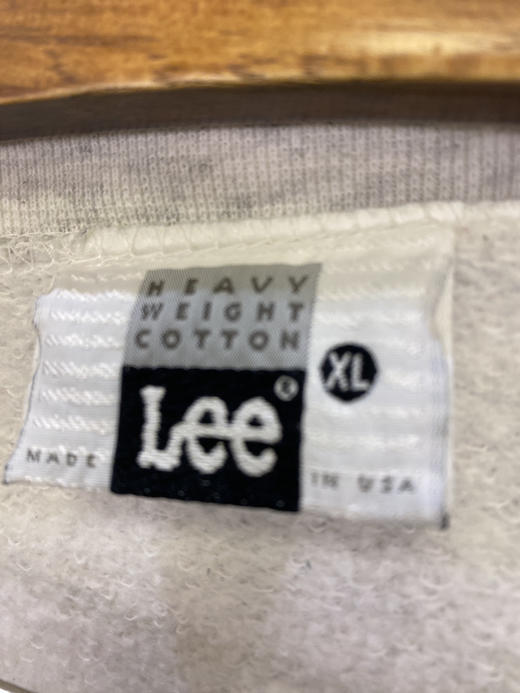 HEAVY
WEIGHT
COTTON
Lee®
XL
MADE IN USA